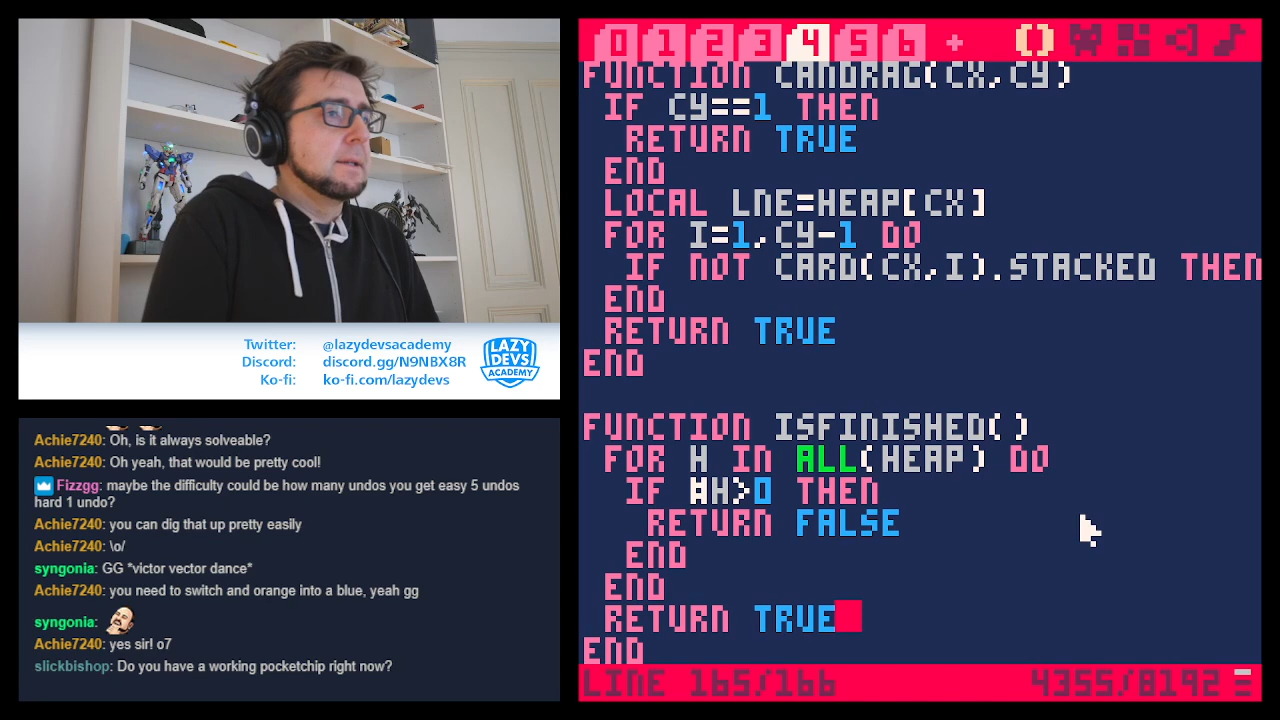 Twitter: @lazydevsacademy
Discord: discord.gg/N9NBX8R
Ko-fi: ko-fi.com/lazydevs
LAZY
DEVS
ACADEMY
Achie7240: Oh, is it always solveable?
Achie7240: Oh yeah, that would be pretty cool!
Fizzgg: maybe the difficulty could be how many undos you get easy 5 undos
hard 1 undo?
Achie7240: you can dig that up pretty easily
Achie7240: \o/
syngonia: GG *victor vector dance*
Achie7240: you need to switch and orange into a blue, yeah gg
syngonia:
Achie7240: yes sir! o7
slickbishop: Do you have a working pocketchip right now?
0 1 2 3 4 5 6 + ()
FUNCTION CANDRAG(CX,CY)
IF CY==1 THEN
RETURN TRUE
END
LOCAL LNE=HEAP[CX]
FOR I=1,CY-1 DO
IF NOT CARD(CX,I).STACKED THEN
END
RETURN TRUE
END
FUNCTION ISFINISHED()
FOR H IN ALL(HEAP) DO
IF #H>0 THEN
RETURN FALSE
END
END
RETURN TRUE
END
LINE 165/166 4355/8192